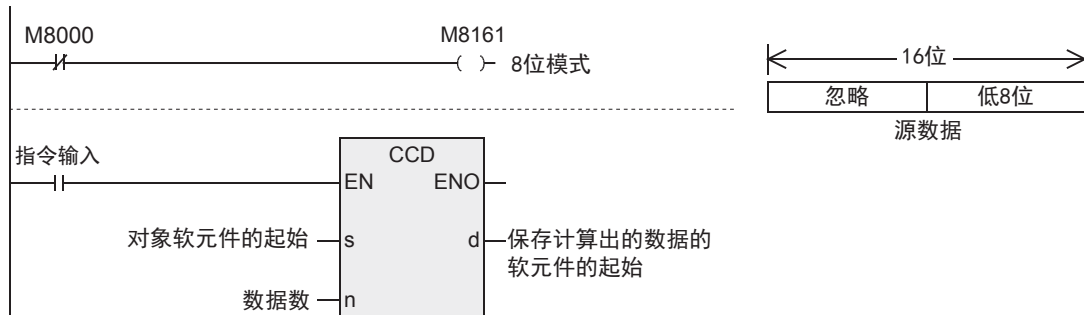 M8000
M8161
8位模式
16位
忽略
低8位
源数据
指令输入
CCD
EN
ENO
对象软元件的起始
s
d
保存计算出的数据的
软元件的起始
数据数
n